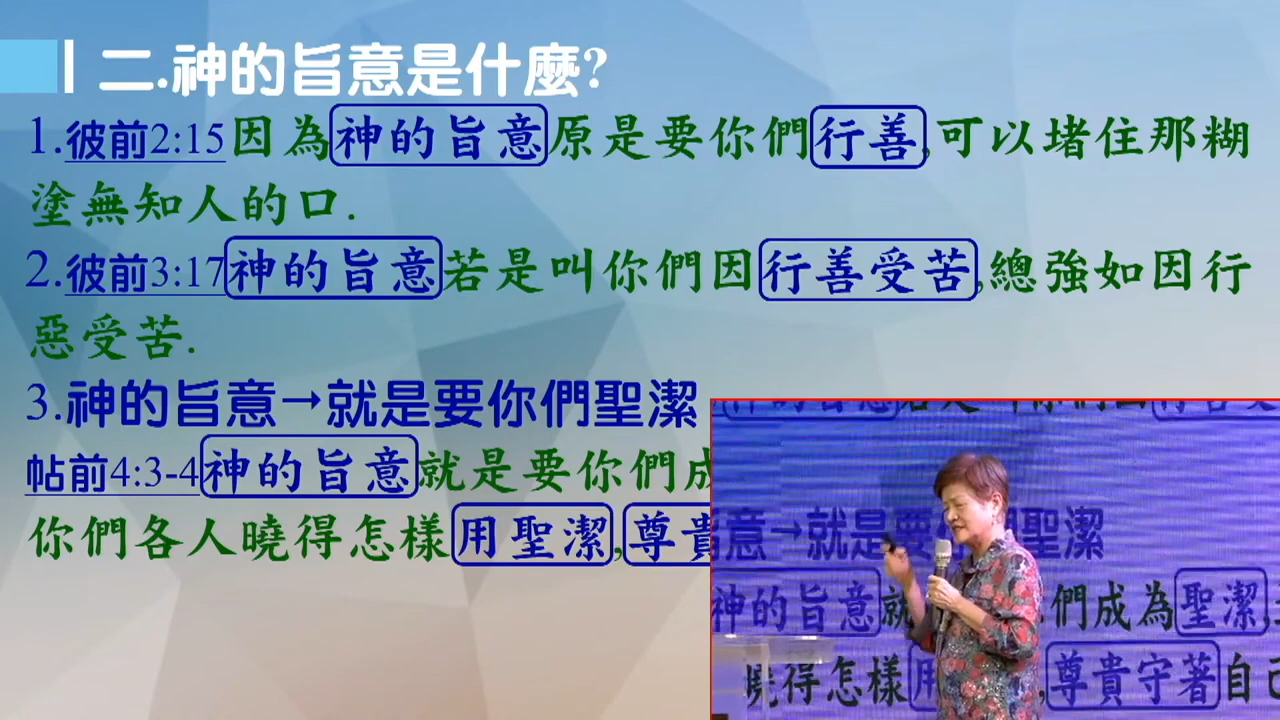 二.神的旨意是什麼?
1.彼前2:15因為神的旨意原是要你們行善,可以堵住那糊
塗無知人的口.
2.彼前3:17神的旨意若是叫你們因行善受苦,總強如因行
惡受苦.
3.神的旨意→就是要你們聖潔
帖前4:3-4神的旨意就是要你們成
你們各人曉得怎樣用聖潔,尊貴
意→就是要 聖潔
神的旨意就 們成為聖潔,
曉得怎樣用 ,尊貴守著自己